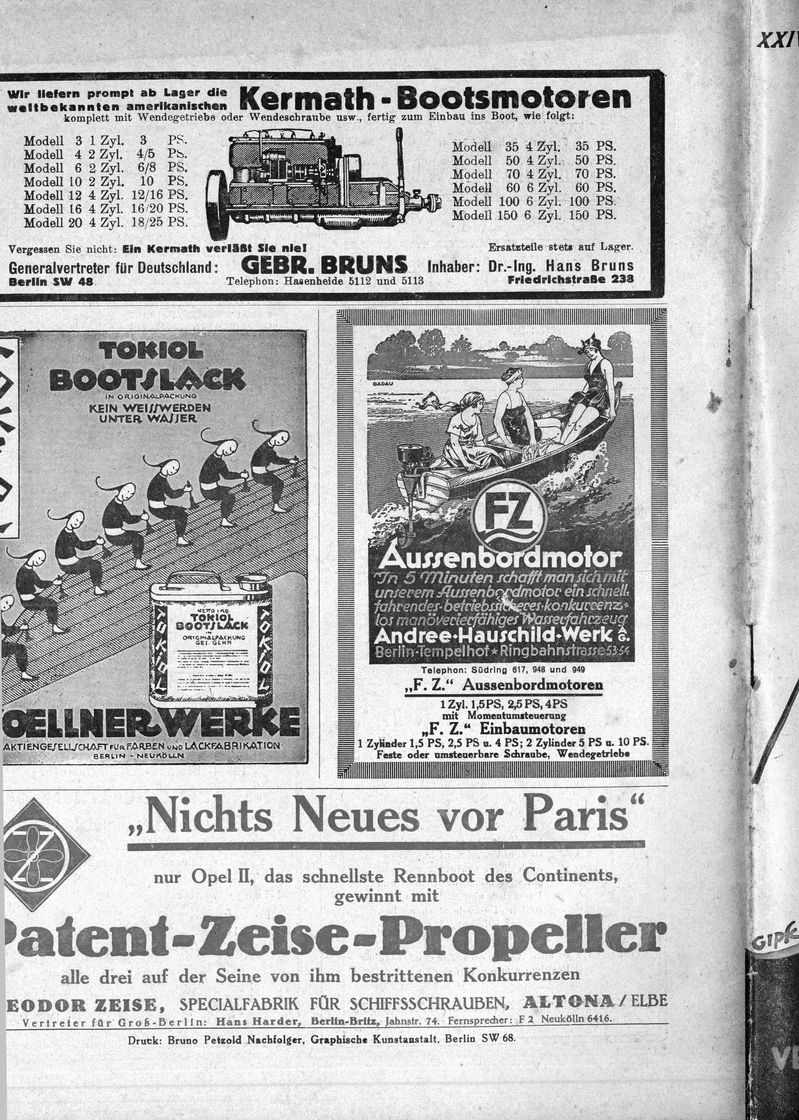 XXIV
Wir liefern prompt ab Lager die
weltbekannten amerikanischen
Kermath-Bootsmotoren
komplett mit Wendegetriebe oder Wendeschraube usw., fertig zum Einbau ins Boot, wie folgt:
Modell 3 1 Zyl. 3 PS.
Modell 4 2 Zyl. 4/5 PS.
Modell 6 2 Zyl. 6/8 PS.
Modell 10 2 Zyl. 10 PS.
Modell 12 4 Zyl. 12/16 PS.
Modell 16 4 Zyl. 16/20 PS.
Modell 20 4 Zyl. 18/25 PS.
Modell 35 4 Zyl. 35 PS.
Modell 50 4 Zyl. 50 PS.
Modell 70 4 Zyl. 70 PS.
Modell 60 6 Zyl. 60 PS.
Modell 100 6 Zyl. 100 PS.
Modell 150 6 Zyl. 150 PS.
Vergessen Sie nicht: Ein Kermath verläßt Sie nie!
Ersatzteile stets auf Lager.
Generalvertreter für Deutschland: GEBR. BRUNS Inhaber: Dr.-Ing. Hans Bruns
Berlin SW 48 Telephon: Hasenheide 5112 und 5113 Friedrichstraße 238
TOKIOL
BOOTSLACK
IN ORIGINALPACKUNG
KEIN WEISSWERDEN
UNTER WASSER
NETTO 1 KG.
TOKIOL
BOOTSLACK
ORIGINALPACKUNG
GES. GESCH.
TOKIOL
OELLNER WERKE
AKTIENGESELLSCHAFT FÜR FARBEN UND LACKFABRIKATION
BERLIN - NEUKÖLLN
GADAU
FZ
Aussenbordmotor
In 5 Minuten schafft man sich mit
unserem Aussenbordmotor ein schnell
fahrendes-betriebssicheres-konkurrenz-
los manövrierfähiges Wasserfahrzeug
Andree-Hauschild-Werk G.
Berlin-Tempelhof * Ringbahnstrasse 53-54
Telephon: Südring 617, 948 und 949
„F. Z.“ Aussenbordmotoren
1 Zyl. 1,5 PS, 2,5 PS, 4 PS
mit Momentumsteuerung
„F. Z.“ Einbaumotoren
1 Zylinder 1,5 PS, 2,5 PS u. 4 PS; 2 Zylinder 5 PS u. 10 PS.
Feste oder umsteuerbare Schraube, Wendegetriebe
Z
„Nichts Neues vor Paris“
nur Opel II, das schnellste Rennboot des Continents,
gewinnt mit
Patent-Zeise-Propeller
alle drei auf der Seine von ihm bestrittenen Konkurrenzen
EODOR ZEISE, SPECIALFABRIK FÜR SCHIFFSSCHRAUBEN, ALTONA / ELBE
Vertreter für Groß-Berlin: Hans Harder, Berlin-Britz, Jahnstr. 74. Fernsprecher: F 2 Neukölln 6416.
Druck: Bruno Petzold Nachfolger, Graphische Kunstanstalt, Berlin SW 68.